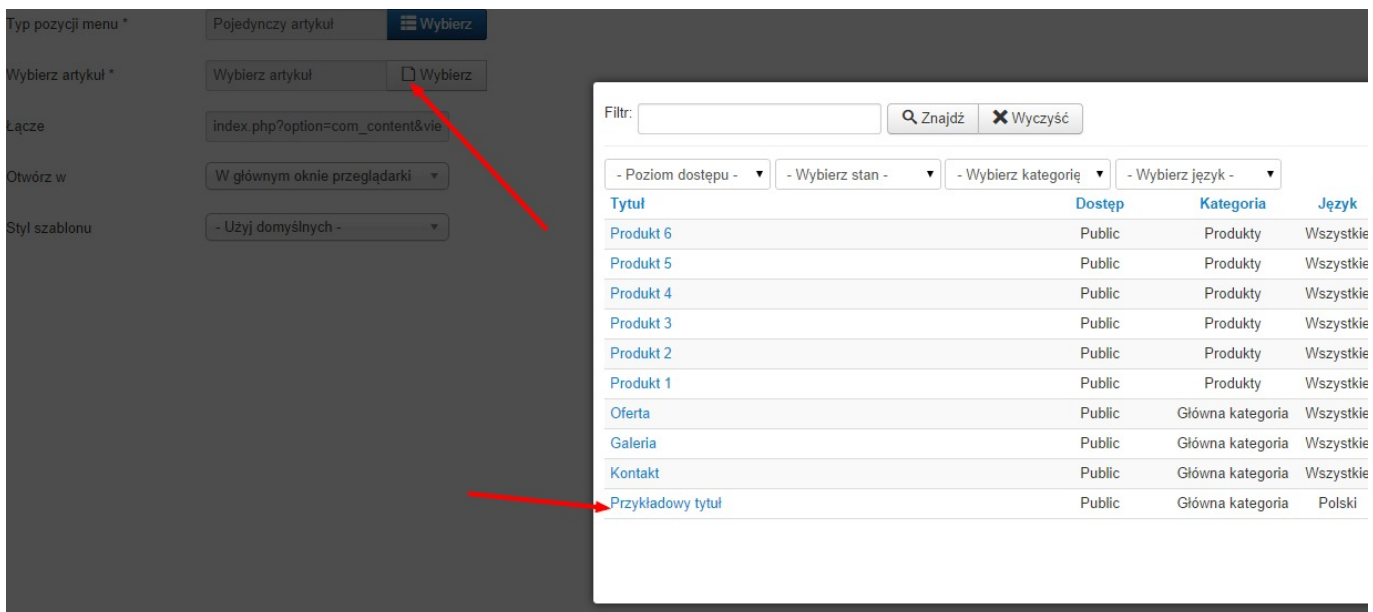 Typ pozycji menu * Pojedynczy artykuł Wybierz
Wybierz artykuł * Wybierz artykuł Wybierz
Łącze index.php?option=com_content&vie
Otwórz w W głównym oknie przeglądarki
Styl szablonu - Użyj domyślnych -
Filtr: Znajdź Wyczyść
- Poziom dostępu - - Wybierz stan - - Wybierz kategorię - Wybierz język -
Tytuł Dostęp Kategoria Język
Produkt 6 Public Produkty Wszystkie
Produkt 5 Public Produkty Wszystkie
Produkt 4 Public Produkty Wszystkie
Produkt 3 Public Produkty Wszystkie
Produkt 2 Public Produkty Wszystkie
Produkt 1 Public Produkty Wszystkie
Oferta Public Główna kategoria Wszystkie
Galeria Public Główna kategoria Wszystkie
Kontakt Public Główna kategoria Wszystkie
Przykładowy tytuł Public Główna kategoria Polski